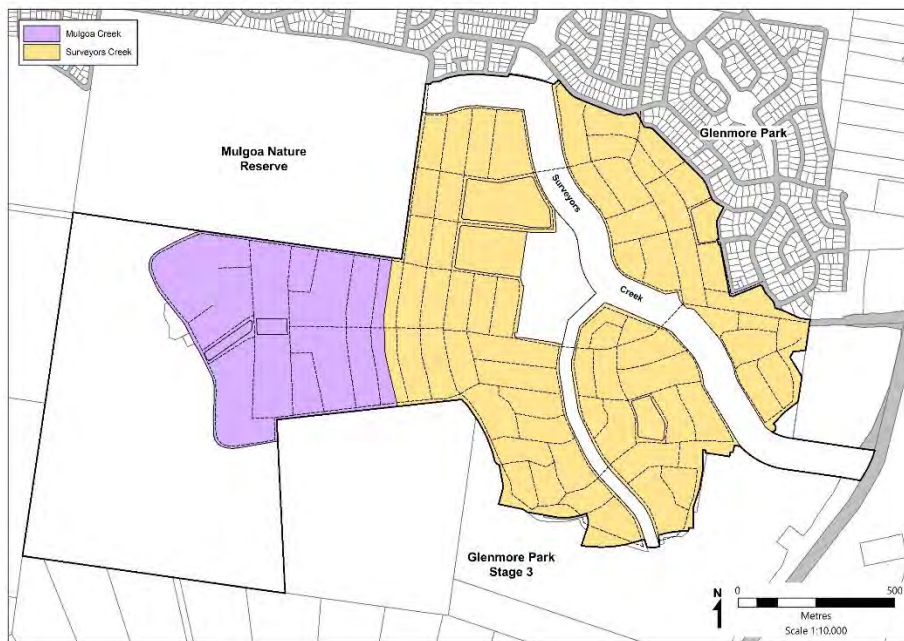 Mulgoa Creek
Surveyors Creek
Mulgoa Nature
Reserve
Glenmore Park
Surveyors
Creek
Glenmore Park
Stage 3
N
0 500
Metres
Scale 1:10,000